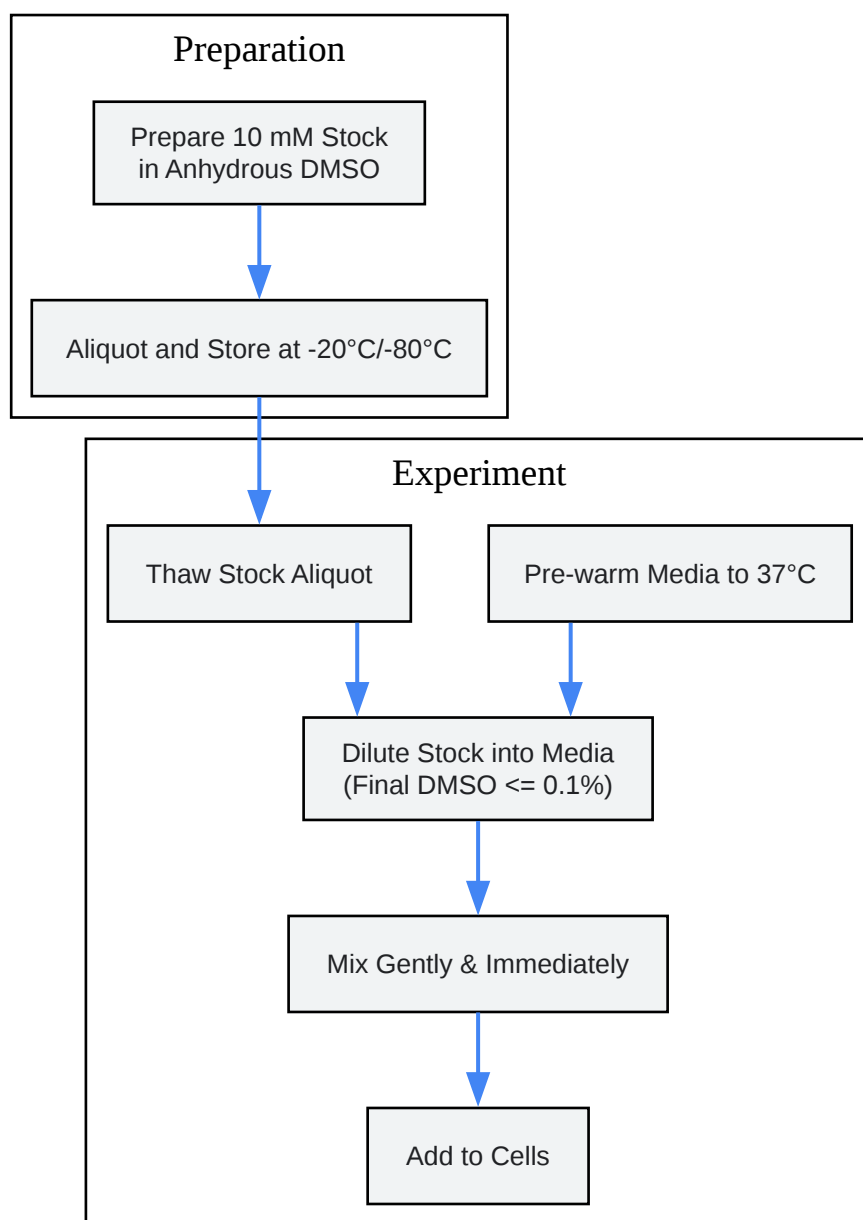 Preparation
Prepare 10 mM Stock
in Anhydrous DMSO
Aliquot and Store at -20°C/-80°C
Experiment
Thaw Stock Aliquot
Pre-warm Media to 37°C
Dilute Stock into Media
(Final DMSO <= 0.1%)
Mix Gently & Immediately
Add to Cells